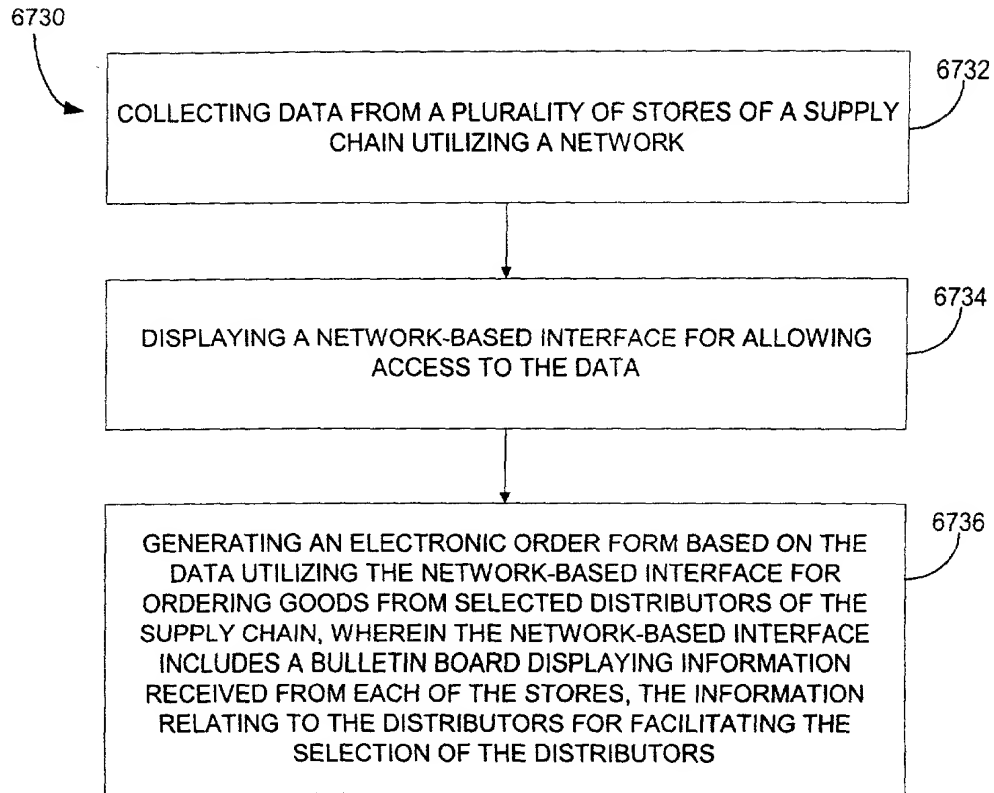 6730
6732
COLLECTING DATA FROM A PLURALITY OF STORES OF A SUPPLY
CHAIN UTILIZING A NETWORK
6734
DISPLAYING A NETWORK-BASED INTERFACE FOR ALLOWING
ACCESS TO THE DATA
6736
GENERATING AN ELECTRONIC ORDER FORM BASED ON THE
DATA UTILIZING THE NETWORK-BASED INTERFACE FOR
ORDERING GOODS FROM SELECTED DISTRIBUTORS OF THE
SUPPLY CHAIN, WHEREIN THE NETWORK-BASED INTERFACE
INCLUDES A BULLETIN BOARD DISPLAYING INFORMATION
RECEIVED FROM EACH OF THE STORES, THE INFORMATION
RELATING TO THE DISTRIBUTORS FOR FACILITATING THE
SELECTION OF THE DISTRIBUTORS